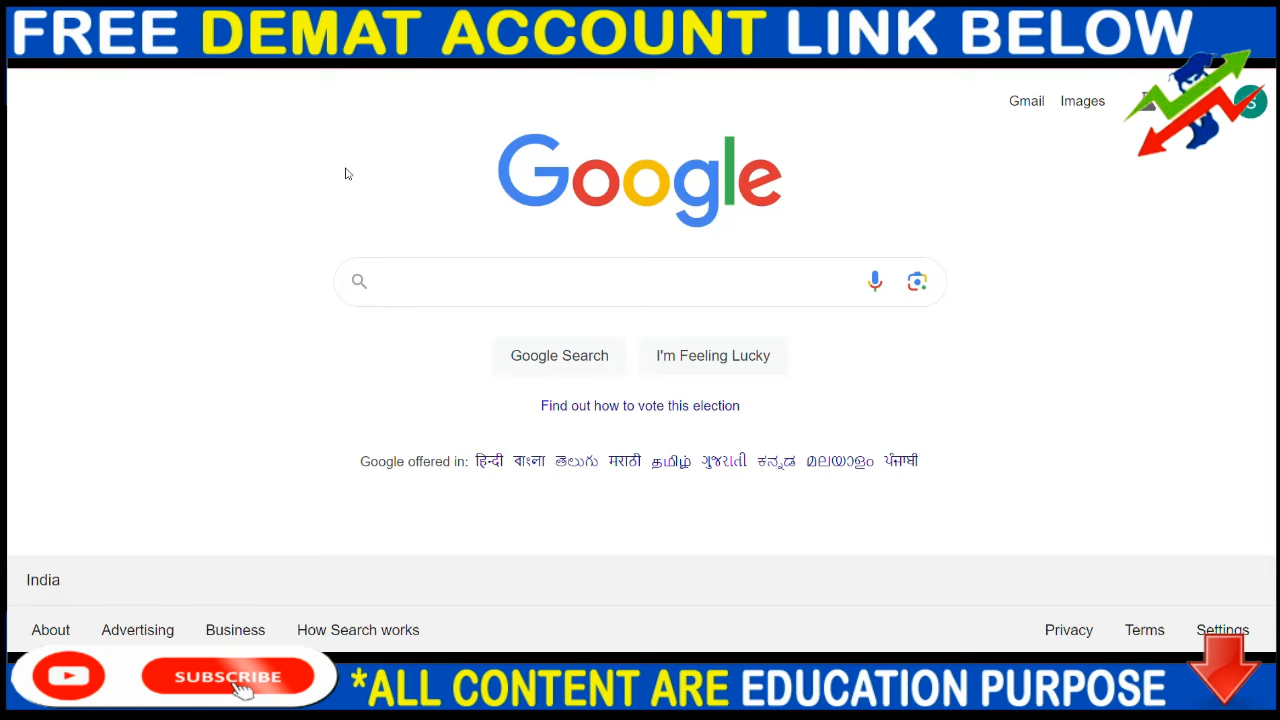 FREE DEMAT ACCOUNT LINK BELOW
Gmail Images
Google
Google Search I'm Feeling Lucky
Find out how to vote this election
Google offered in: हिन्दी বাংলা తెలుగు मराठी தமிழ் ગુજરાતી ಕನ್ನಡ മലയാളം ਪੰਜਾਬੀ
India
About Advertising Business How Search works Privacy Terms Settings
SUBSCRIBE
*ALL CONTENT ARE EDUCATION PURPOSE